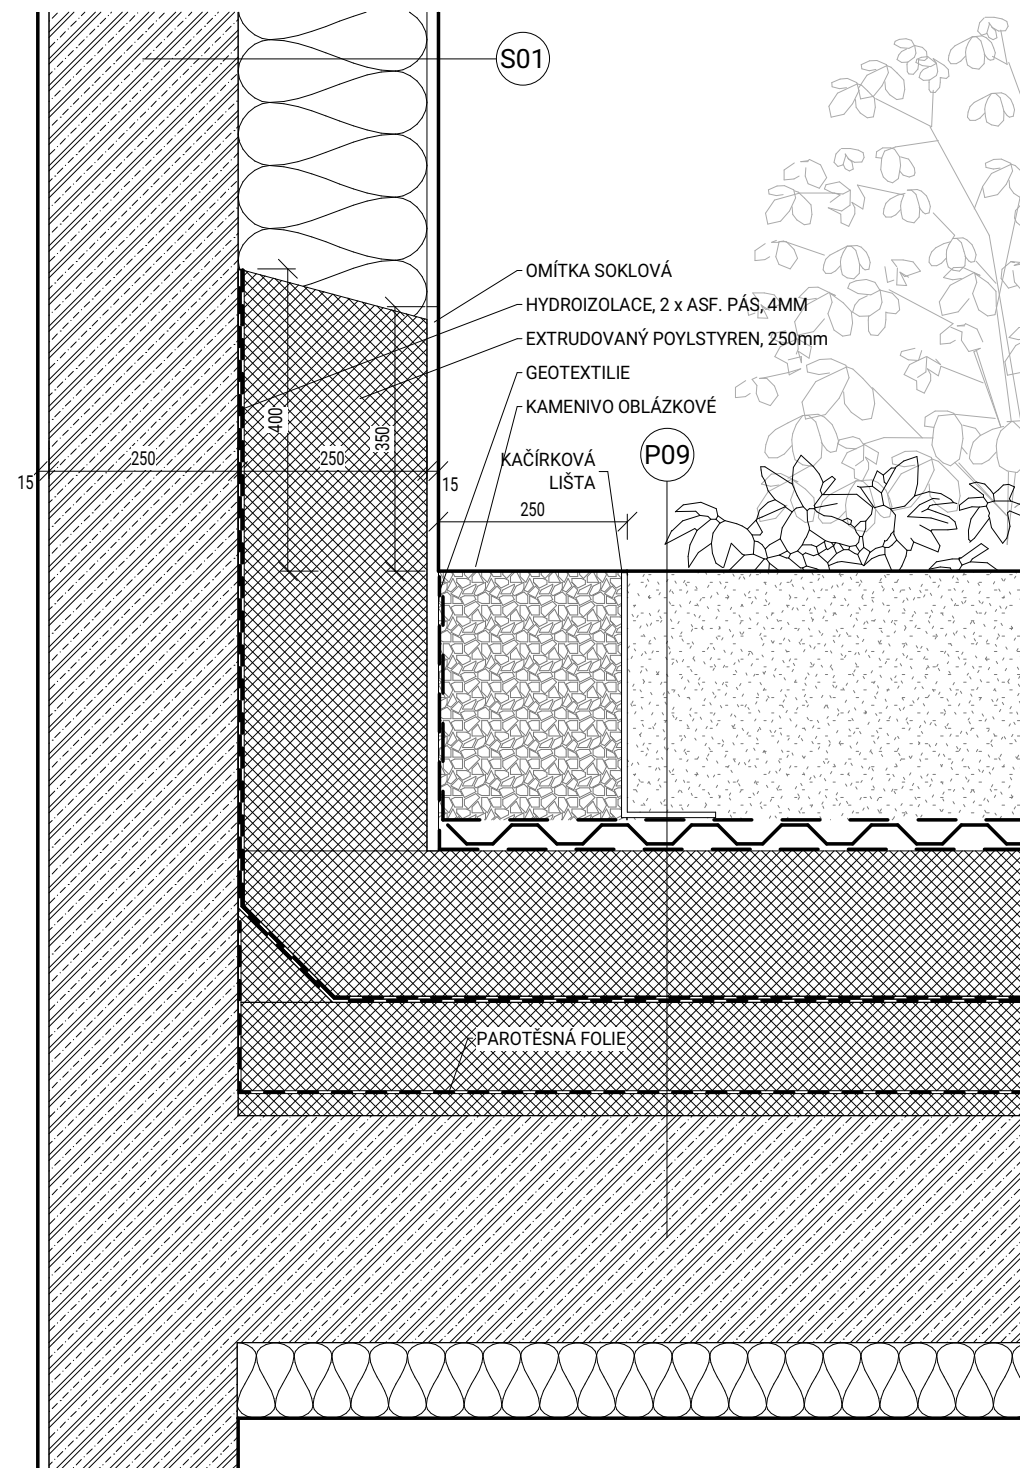 S01
OMÍTKA SOKLOVÁ
HYDROIZOLACE, 2 x ASF. PÁS, 4MM
EXTRUDOVANÝ POYLSTYREN, 250mm
GEOTEXTILIE
KAMENIVO OBLÁZKOVÉ
400
350
P09
KAČÍRKOVÁ
LIŠTA
15
250
250
15
250
PAROTĚSNÁ FOLIE